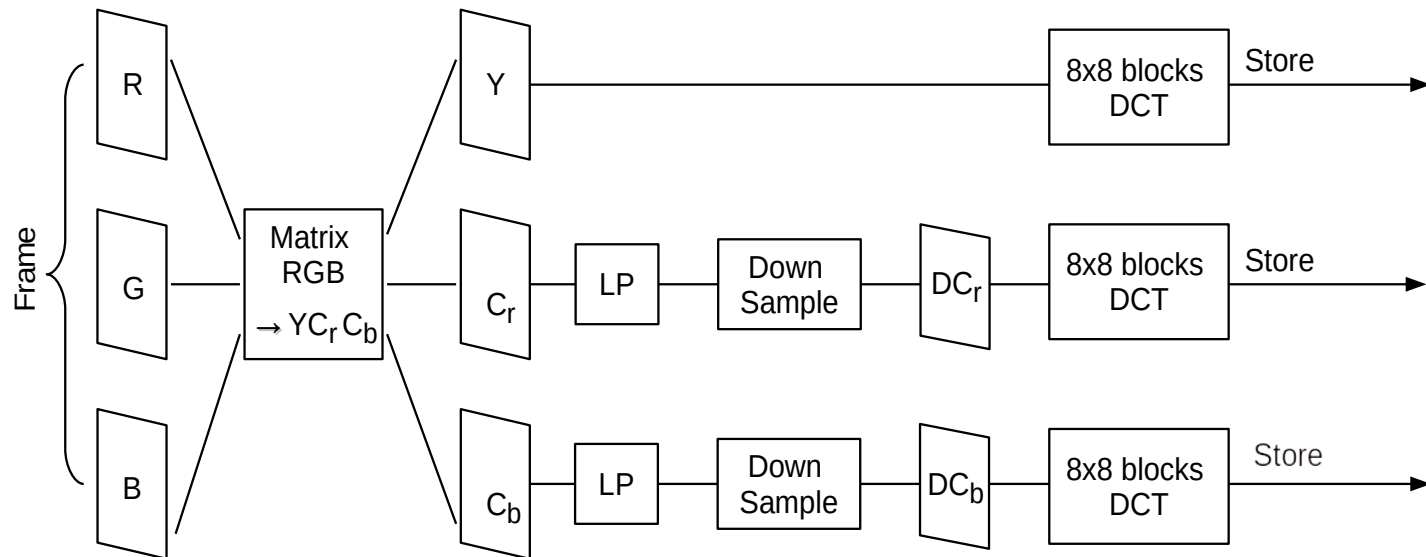 Frame
R
G
B
Matrix
RGB
→ YCr Cb
Y
Cr
Cb
LP
Down
Sample
DCr
LP
Down
Sample
DCb
8x8 blocks
DCT
Store
8x8 blocks
DCT
Store
8x8 blocks
DCT
Store